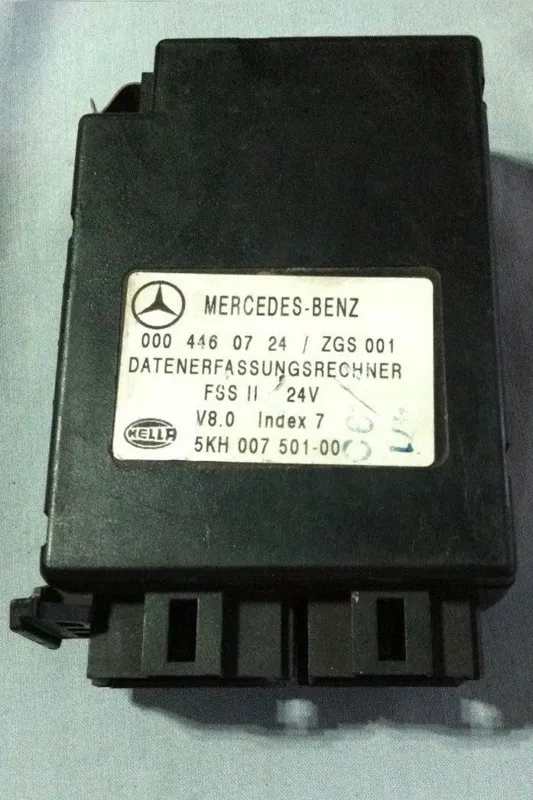 MERCEDES-BENZ
000 446 07 24 / ZGS 001
DATENERFASSUNGSRECHNER
FSS II 24V
V8.0 Index 7
HELLA
5KH 007 501-00